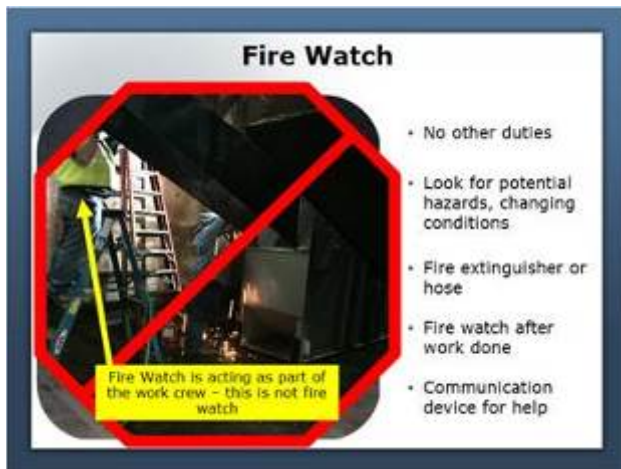 Fire Watch
• No other duties
• Look for potential
hazards, changing
conditions
• Fire extinguisher or
hose
• Fire watch after
work done
• Communication
device for help
Fire Watch is acting as part of
the work crew – this is not fire
watch